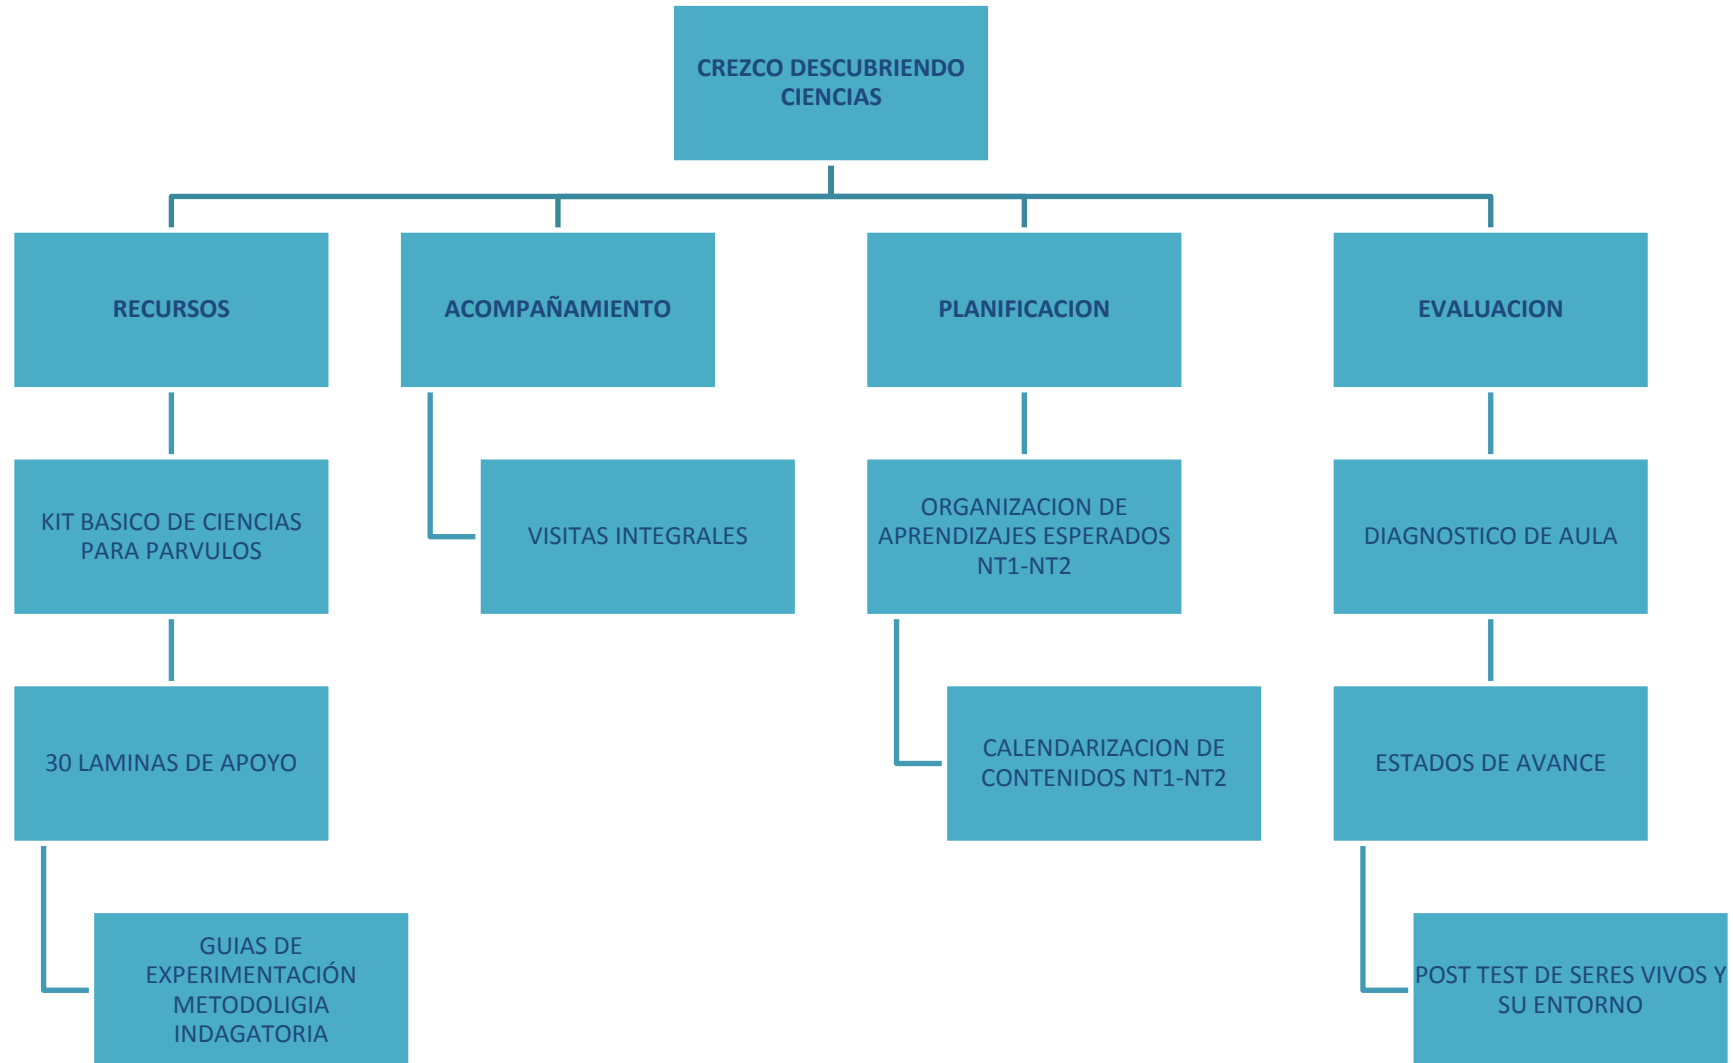 CREZCO DESCUBRIENDO
CIENCIAS
RECURSOS
ACOMPAÑAMIENTO
PLANIFICACION
EVALUACION
KIT BASICO DE CIENCIAS
PARA PARVULOS
VISITAS INTEGRALES
ORGANIZACION DE
APRENDIZAJES ESPERADOS
NT1-NT2
DIAGNOSTICO DE AULA
30 LAMINAS DE APOYO
CALENDARIZACION DE
CONTENIDOS NT1-NT2
ESTADOS DE AVANCE
GUIAS DE
EXPERIMENTACIÓN
METODOLIGIA
INDAGATORIA
POST TEST DE SERES VIVOS Y
SU ENTORNO